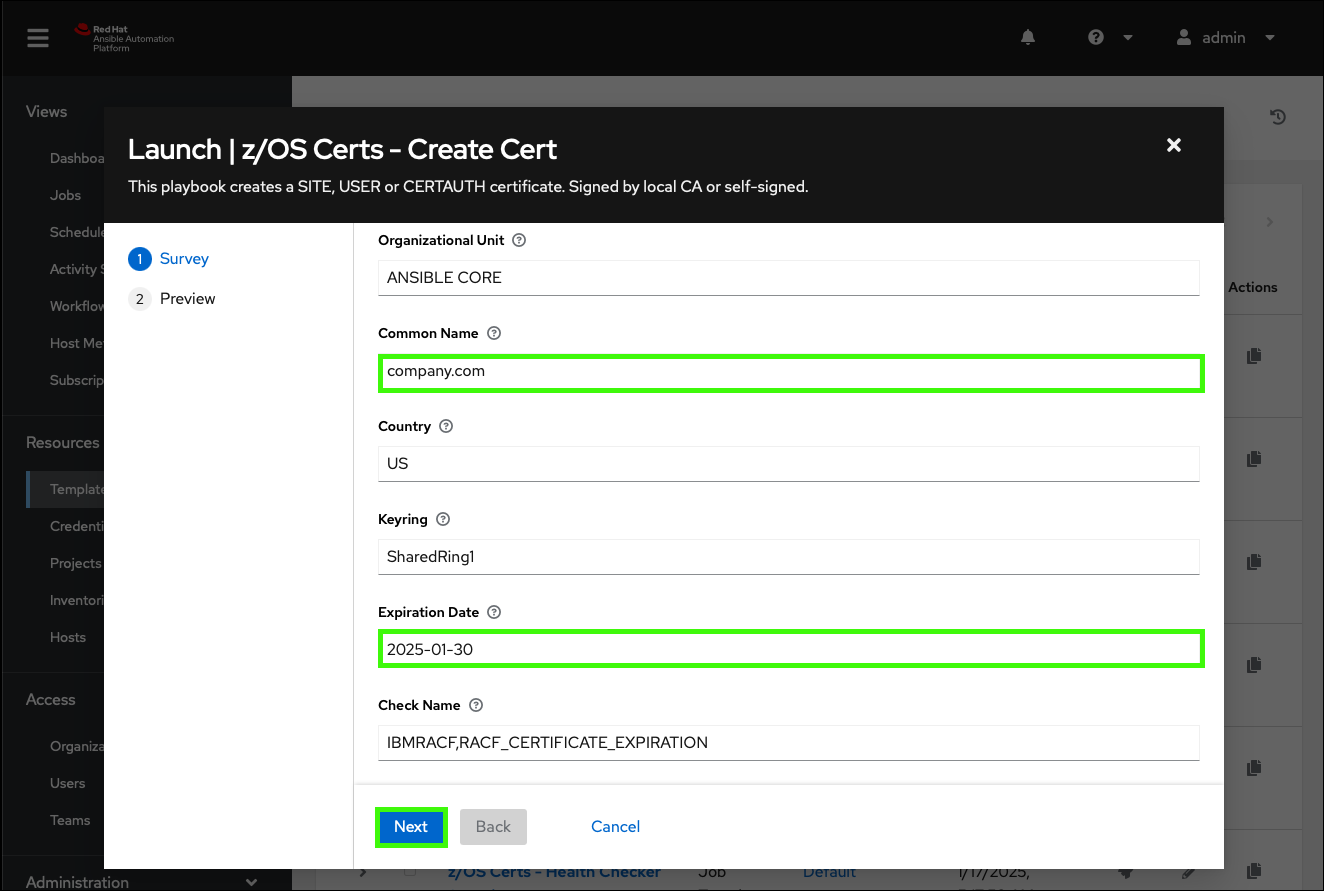 Red Hat
Ansible Automation
Platform
admin
Views
Dashboa
Jobs
Schedule
Activity S
Workflow
Host Me
Subscrip
Resources
Template
Credenti
Projects
Inventori
Hosts
Access
Organiza
Users
Teams
Administration
Launch | z/OS Certs - Create Cert
This playbook creates a SITE, USER or CERTAUTH certificate. Signed by local CA or self-signed.
1 Survey
2 Preview
Organizational Unit
ANSIBLE CORE
Common Name
company.com
Country
US
Keyring
SharedRing1
Expiration Date
2025-01-30
Check Name
IBMRACF,RACF_CERTIFICATE_EXPIRATION
Next Back Cancel
Actions
z/OS Certs - Health Checker Job Default 1/17/2025,